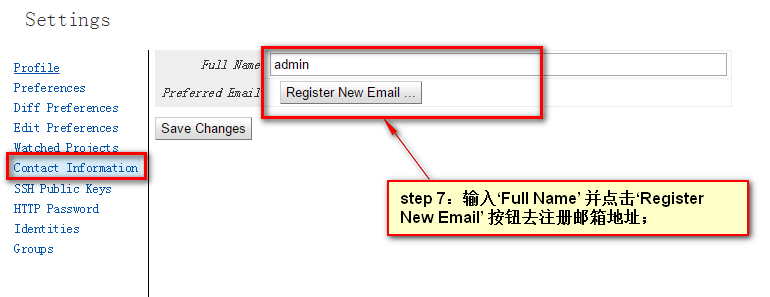 Settings
Profile
Preferences
Diff Preferences
Edit Preferences
Watched Projects
Contact Information
SSH Public Keys
HTTP Password
Identities
Groups
Full Name
admin
Preferred Email
Register New Email ...
Save Changes
step 7：输入‘Full Name’ 并点击‘Register
New Email’ 按钮去注册邮箱地址；